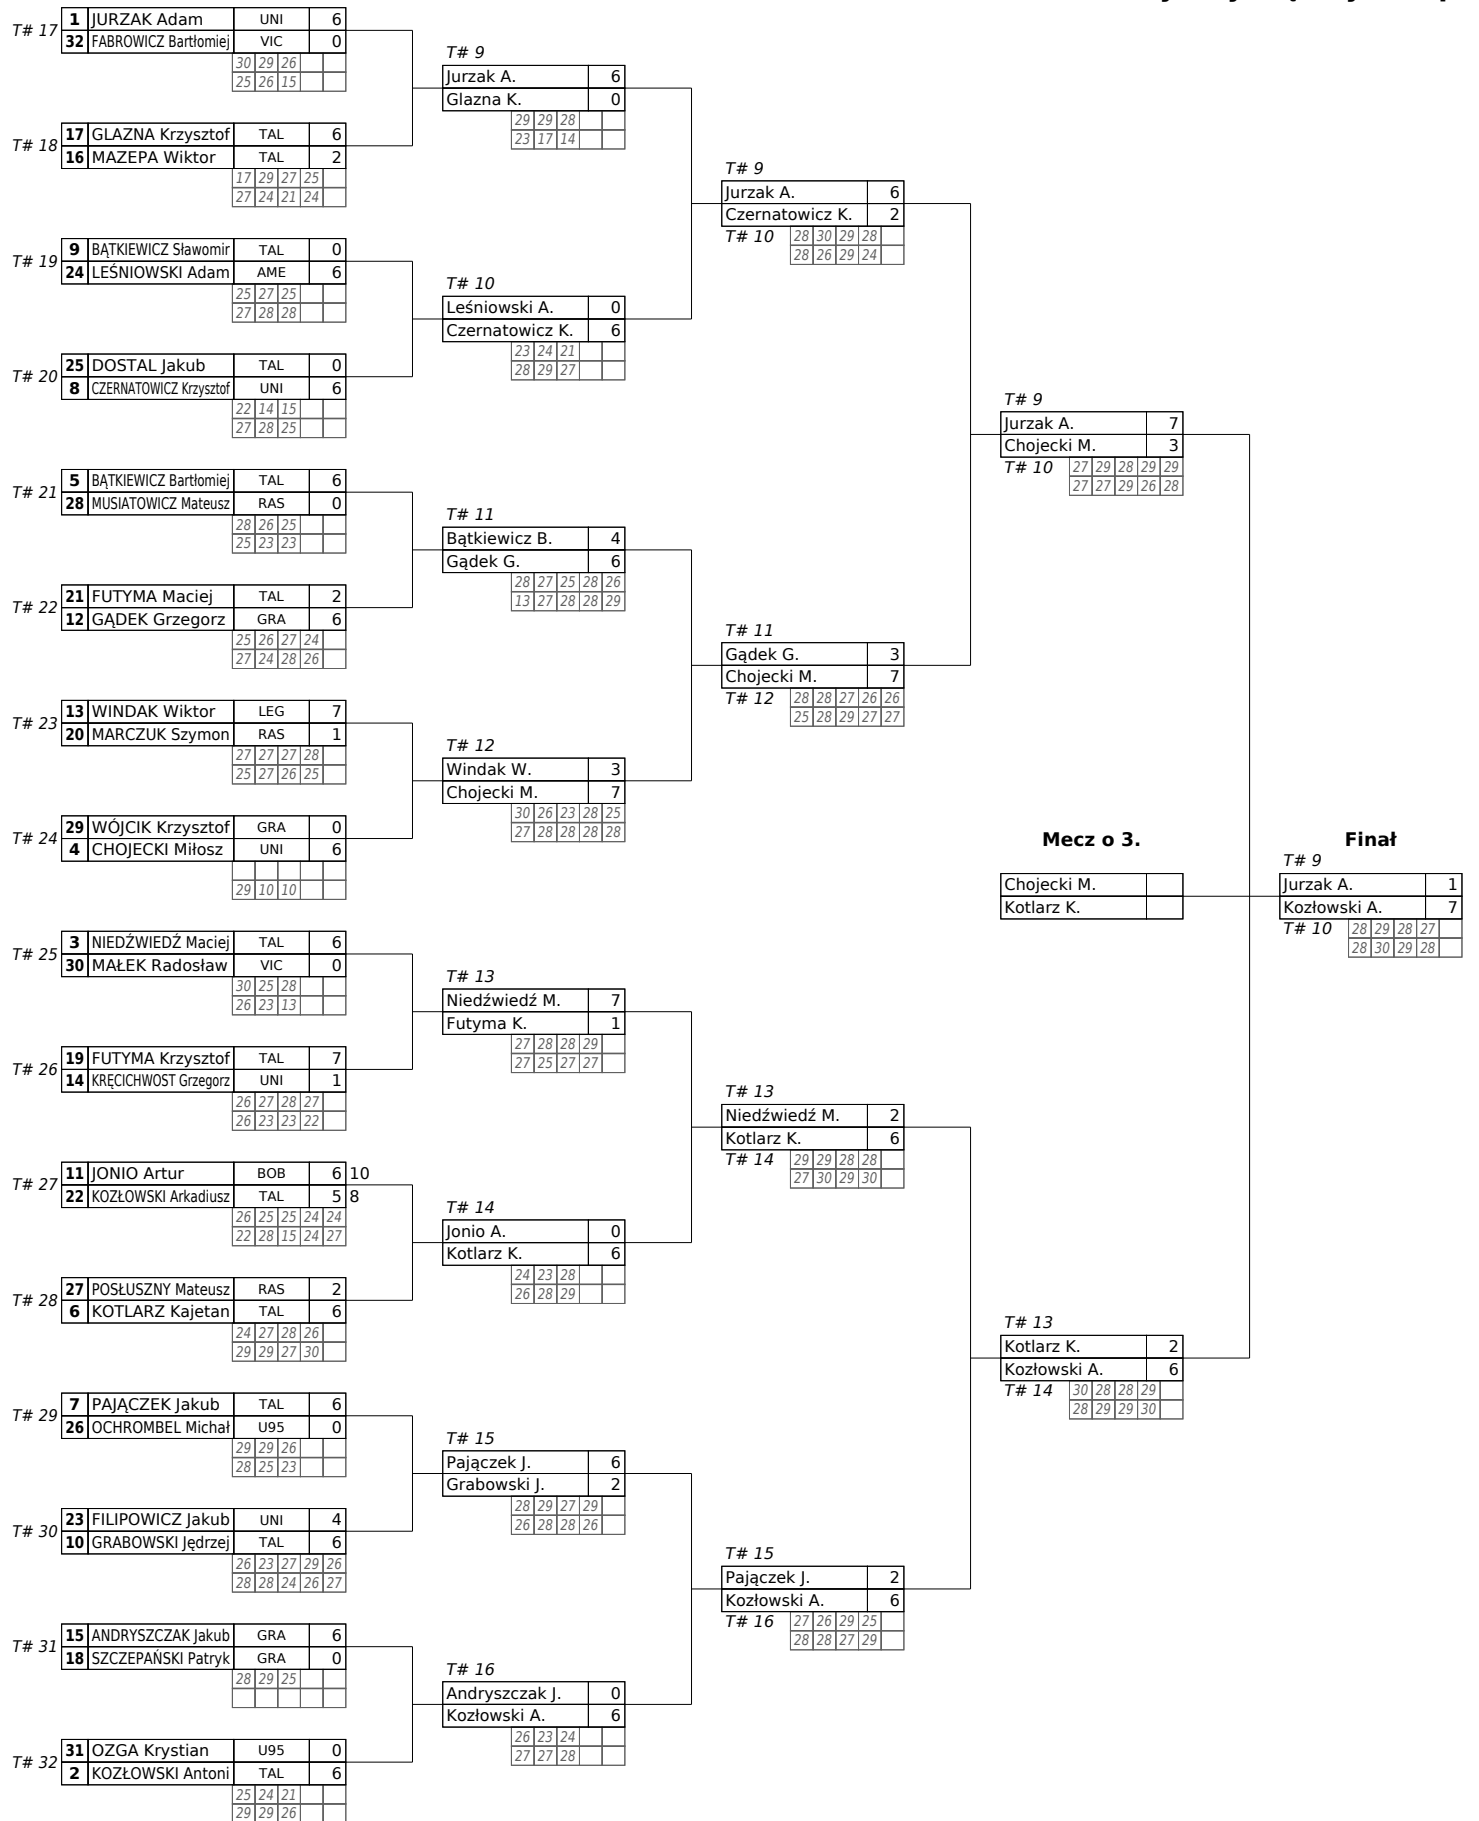 T# 17
1 JURZAK Adam UNI 6
32 FABROWICZ Bartłomiej VIC 0
30 29 26
25 26 15
T# 18
17 GLAZNA Krzysztof TAL 6
16 MAZEPA Wiktor TAL 2
17 29 27 25
27 24 21 24
T# 19
9 BĄTKIEWICZ Sławomir TAL 0
24 LEŚNIOWSKI Adam AME 6
25 27 25
27 28 28
T# 20
25 DOSTAL Jakub TAL 0
8 CZERNATOWICZ Krzysztof UNI 6
22 14 15
27 28 25
T# 21
5 BĄTKIEWICZ Bartłomiej TAL 6
28 MUSIATOWICZ Mateusz RAS 0
28 26 25
25 23 23
T# 22
21 FUTYMA Maciej TAL 2
12 GĄDEK Grzegorz GRA 6
25 26 27 24
27 24 28 26
T# 23
13 WINDAK Wiktor LEG 7
20 MARCZUK Szymon RAS 1
27 27 27 28
25 27 26 25
T# 24
29 WÓJCIK Krzysztof GRA 0
4 CHOJECKI Miłosz UNI 6
29 10 10
T# 25
3 NIEDŹWIEDŹ Maciej TAL 6
30 MAŁEK Radosław VIC 0
30 25 28
26 23 13
T# 26
19 FUTYMA Krzysztof TAL 7
14 KRĘCICHWOST Grzegorz UNI 1
26 27 28 27
26 23 23 22
T# 27
11 JONIO Artur BOB 6 10
22 KOZŁOWSKI Arkadiusz TAL 5 8
26 25 25 24 24
22 28 15 24 27
T# 28
27 POSŁUSZNY Mateusz RAS 2
6 KOTLARZ Kajetan TAL 6
24 27 28 26
29 29 27 30
T# 29
7 PAJĄCZEK Jakub TAL 6
26 OCHROMBEL Michał U95 0
29 29 26
28 25 23
T# 30
23 FILIPOWICZ Jakub UNI 4
10 GRABOWSKI Jędrzej TAL 6
26 23 27 29 26
28 28 24 26 27
T# 31
15 ANDRYSZCZAK Jakub GRA 6
18 SZCZEPAŃSKI Patryk GRA 0
28 29 25
T# 32
31 OZGA Krystian U95 0
2 KOZŁOWSKI Antoni TAL 6
25 24 21
29 29 26
T# 9
Jurzak A. 6
Glazna K. 0
29 29 28
23 17 14
T# 10
Leśniowski A. 0
Czernatowicz K. 6
23 24 21
28 29 27
T# 11
Bątkiewicz B. 4
Gądek G. 6
28 27 25 28 26
13 27 28 28 29
T# 12
Windak W. 3
Chojecki M. 7
30 26 23 28 25
27 28 28 28 28
T# 13
Niedźwiedź M. 7
Futyma K. 1
27 28 28 29
27 25 27 27
T# 14
Jonio A. 0
Kotlarz K. 6
24 23 28
26 28 29
T# 15
Pajączek J. 6
Grabowski J. 2
28 29 27 29
26 28 28 26
T# 16
Andryszczak J. 0
Kozłowski A. 6
26 23 24
27 27 28
T# 9
Jurzak A. 6
Czernatowicz K. 2
T# 10 28 30 29 28
28 26 29 24
T# 11
Gądek G. 3
Chojecki M. 7
T# 12 28 28 27 26 26
25 28 29 27 27
T# 13
Niedźwiedź M. 2
Kotlarz K. 6
T# 14 29 29 28 28
27 30 29 30
T# 15
Pajączek J. 2
Kozłowski A. 6
T# 16 27 26 29 25
28 28 27 29
T# 9
Jurzak A. 7
Chojecki M. 3
T# 10 27 29 28 29 29
27 27 29 26 28
Mecz o 3.
Chojecki M.
Kotlarz K.
T# 13
Kotlarz K. 2
Kozłowski A. 6
T# 14 30 28 28 29
28 29 29 30
Finał
T# 9
Jurzak A. 1
Kozłowski A. 7
T# 10 28 29 28 27
28 30 29 28